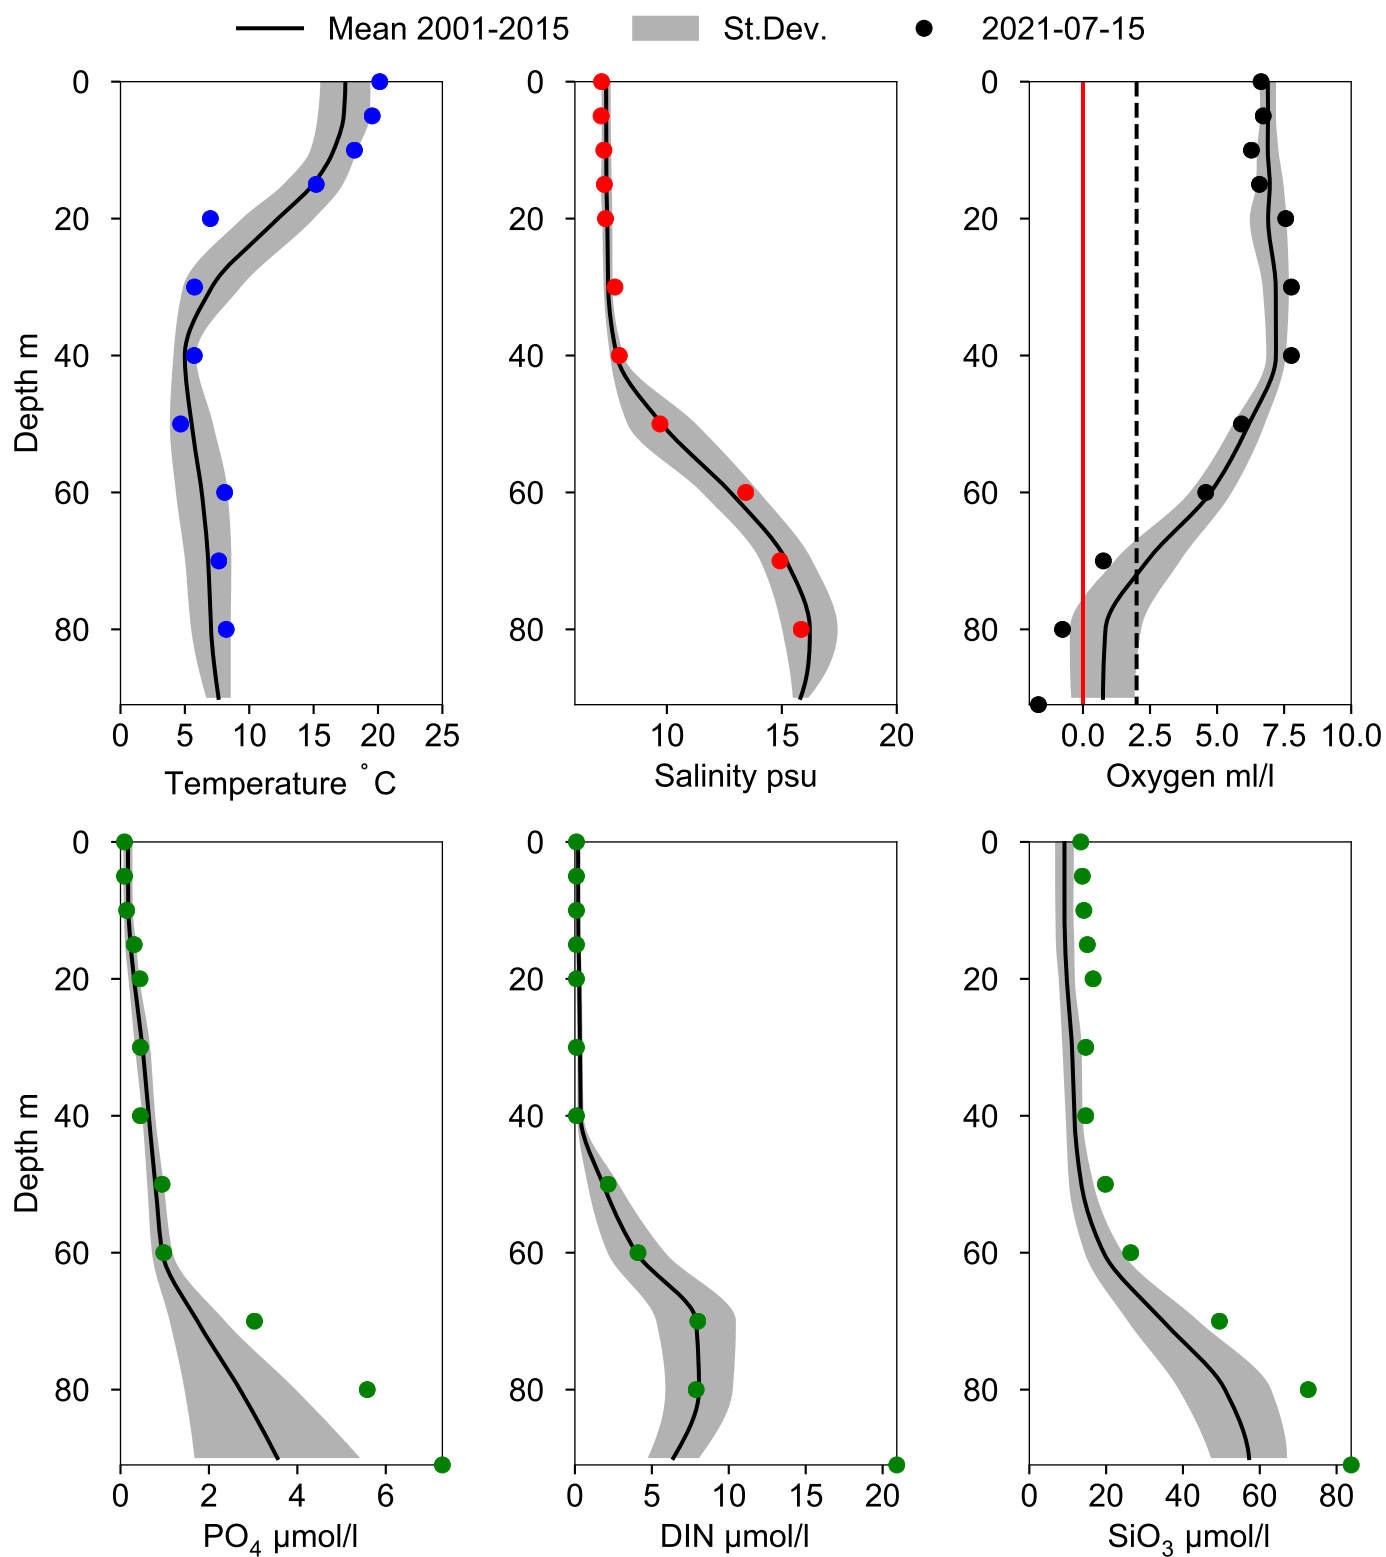 Mean 2001-2015 St.Dev. 2021-07-15
0 0 0
20 20 20
40 40 40
60 60 60
80 80 80
Depth m
0 5 10 15 20 25 10 15 20 0.0 2.5 5.0 7.5 10.0
Temperature ˚C Salinity psu Oxygen ml/l
0 0 0
20 20 20
40 40 40
60 60 60
80 80 80
Depth m
0 2 4 6 0 5 10 15 20 0 20 40 60 80
PO₄ µmol/l DIN µmol/l SiO₃ µmol/l